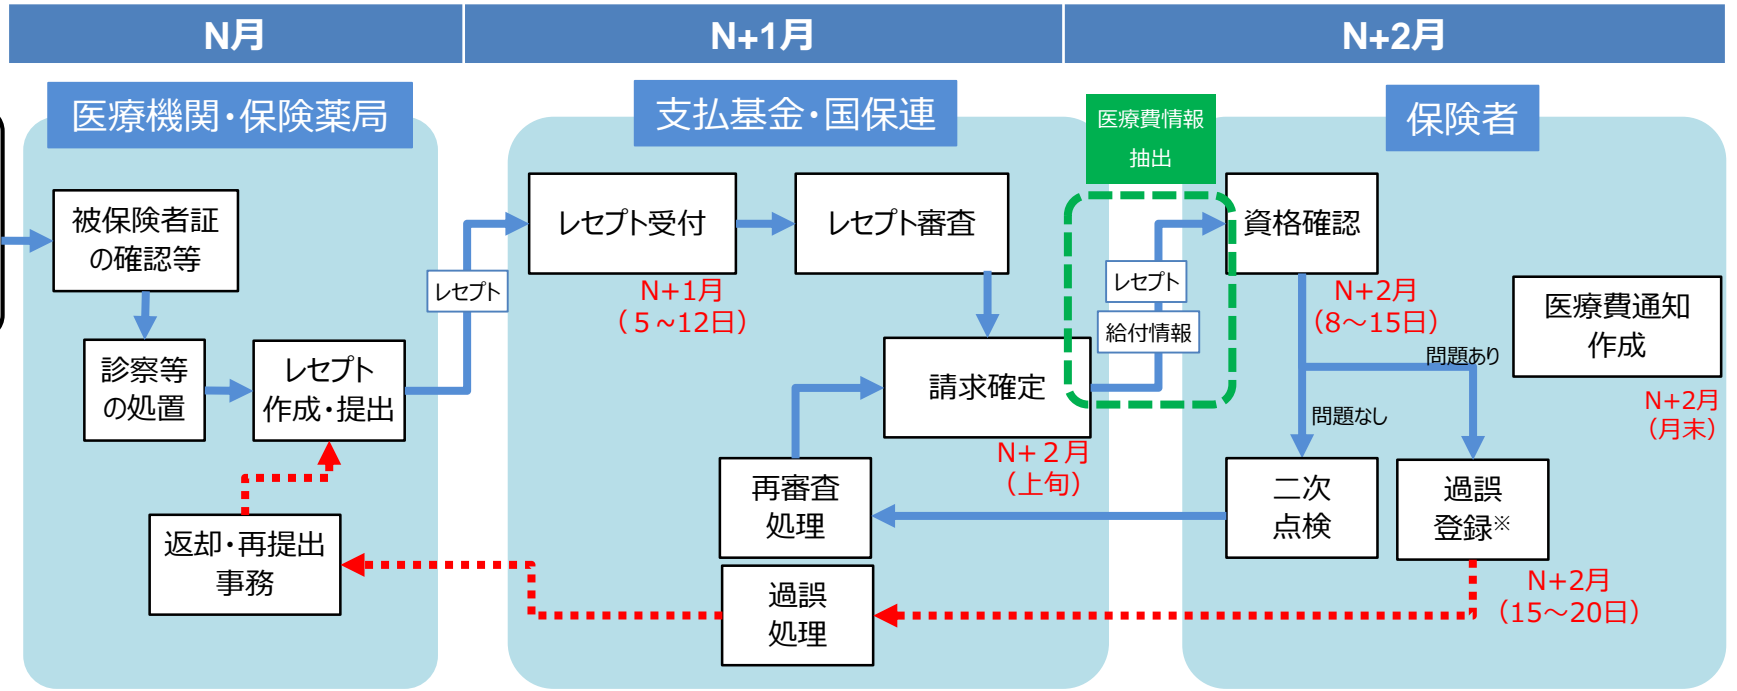 N月
N+1月
N+2月
医療機関・保険薬局
支払基金・国保連
医療費情報
抽出
保険者
被保険者証
の確認等
診察等
の処置
レセプト
作成・提出
返却・再提出
事務
レセプト
レセプト受付
N+1月
（５~12日）
レセプト審査
請求確定
N+２月
（上旬）
再審査
処理
過誤
処理
レセプト
給付情報
資格確認
N+2月
（8～15日）
問題あり
問題なし
二次
点検
過誤
登録※
N+2月
（15～20日）
医療費通知
作成
N+2月
（月末）